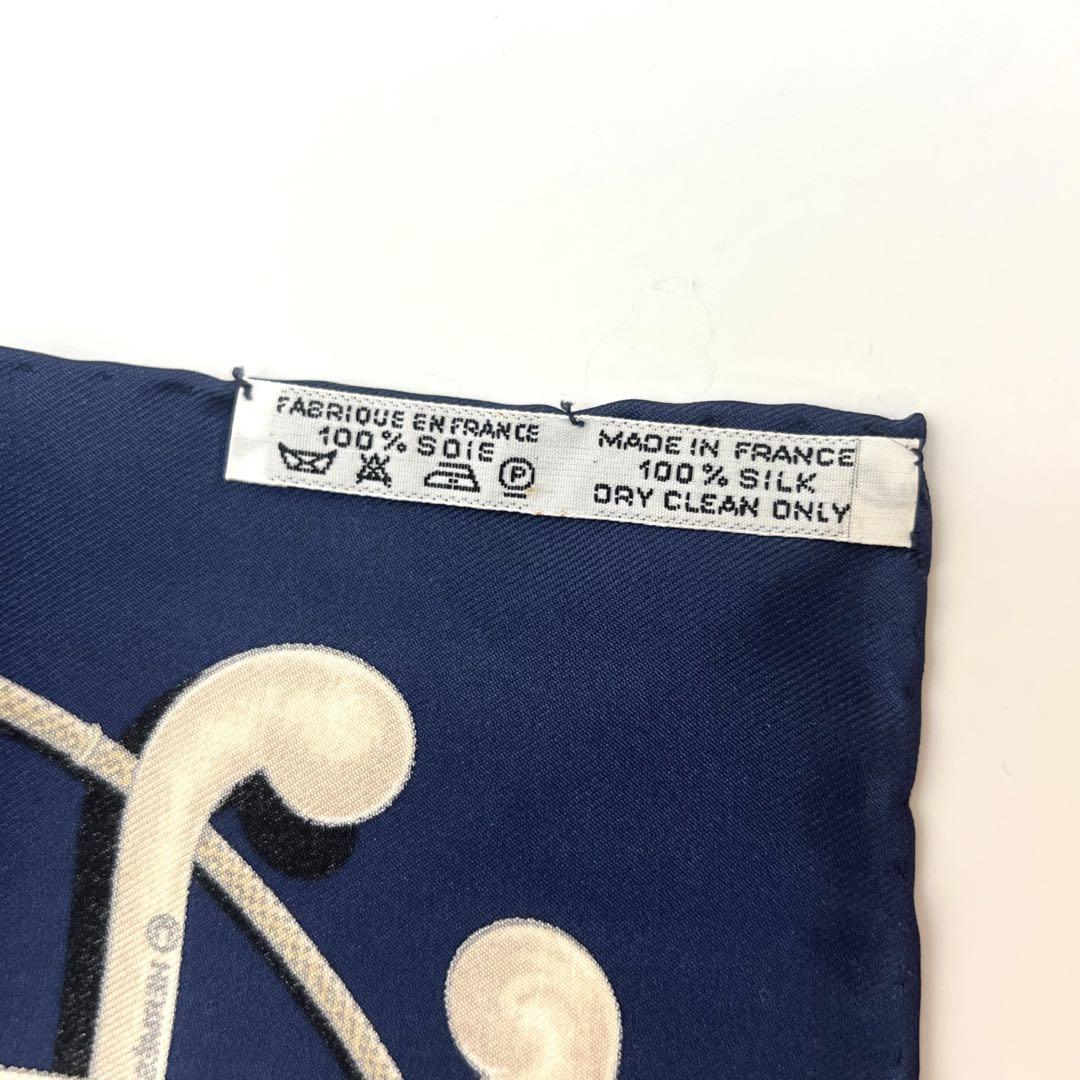 FABRIQUE EN FRANCE
100% SOIE
P
MADE IN FRANCE
100% SILK
DRY CLEAN ONLY
©